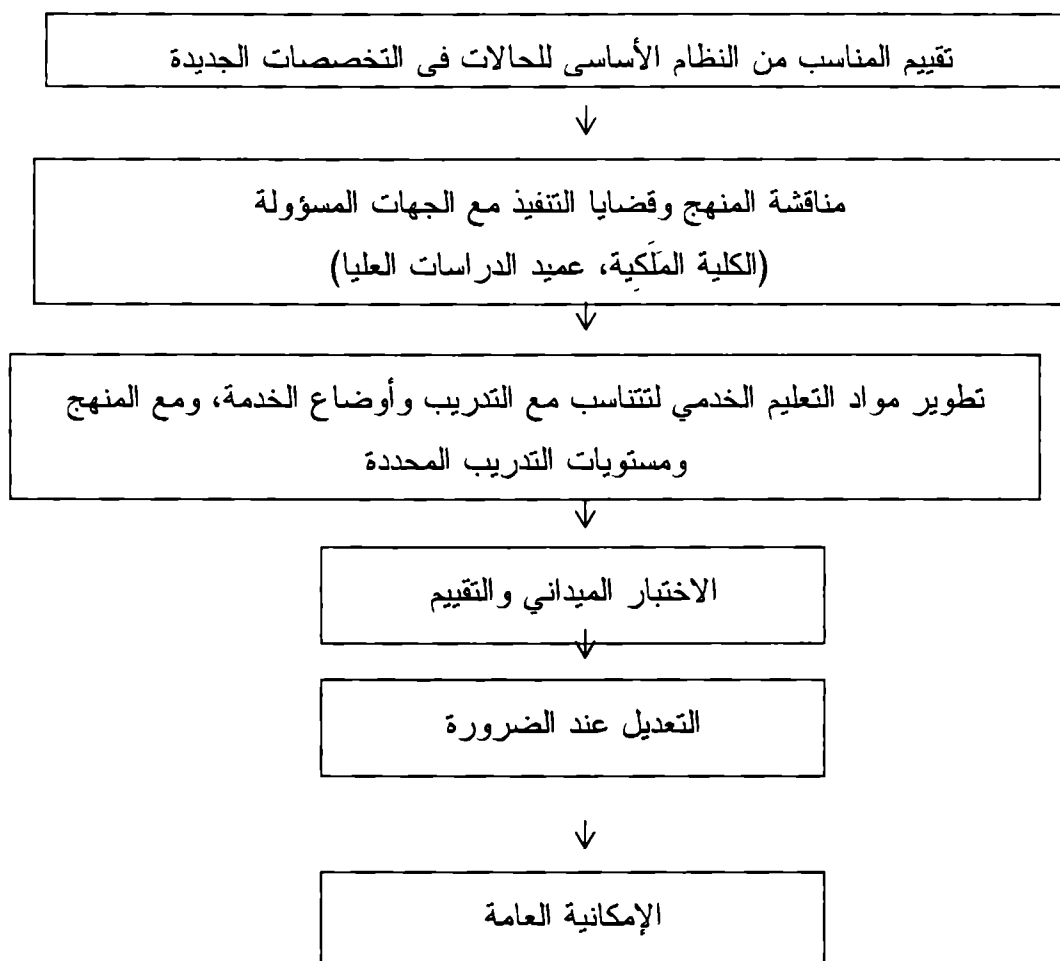 تقييم المناسب من النظام الأساسى للحالات فى التخصصات الجديدة
مناقشة المنهج وقضايا التنفيذ مع الجهات المسؤولة
(الكلية المَلَكية، عميد الدراسات العليا)
تطوير مواد التعليم الخدمي لتتناسب مع التدريب وأوضاع الخدمة، ومع المنهج
ومستويات التدريب المحددة
الاختبار الميداني والتقييم
التعديل عند الضرورة
الإمكانية العامة